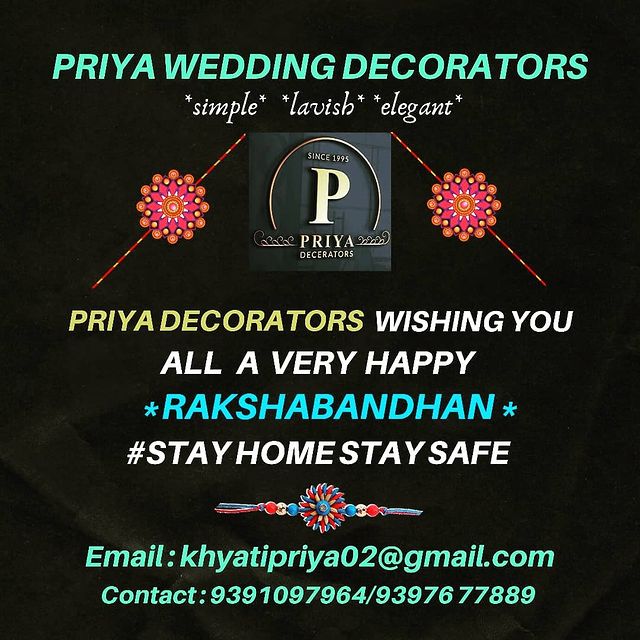 PRIYA WEDDING DECORATORS
*simple* *lavish* *elegant*
SINCE 1995
P
PRIYA
DECERATORS
PRIYA DECORATORS WISHING YOU
ALL A VERY HAPPY
*RAKSHABANDHAN *
#STAY HOME STAY SAFE
Email : khyatipriya02@gmail.com
Contact : 9391097964/93976 77889